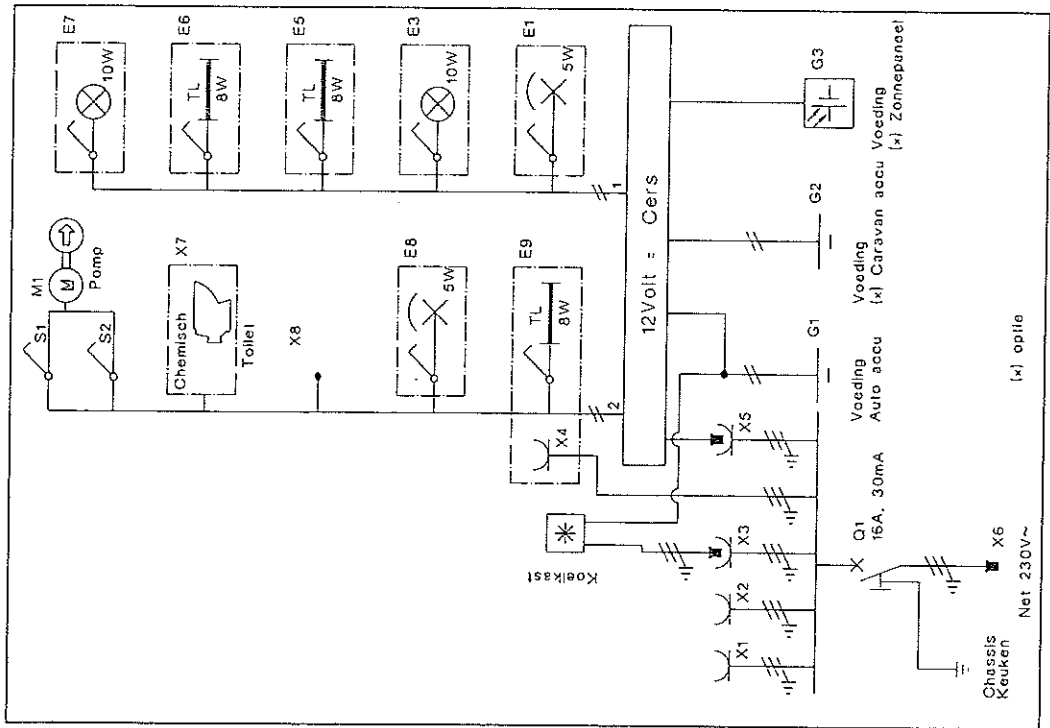 E7
10W
E6
TL
8W
E5
TL
8W
E3
10W
E1
5W
1
S1
S2
M1
M
Pomp
X7
Chemisch
Toilet
X8
E8
5W
E9
TL
8W
X4
2
12Volt = Cers
Koelkast
X1
X2
X3
X5
G1
G2
G3
Voeding
Auto accu
Voeding
(x) Caravan accu
Voeding
(x) Zonnepaneel
Q1
16A, 30mA
Chassis
Keuken
X6
Net 230V~
(x) optie